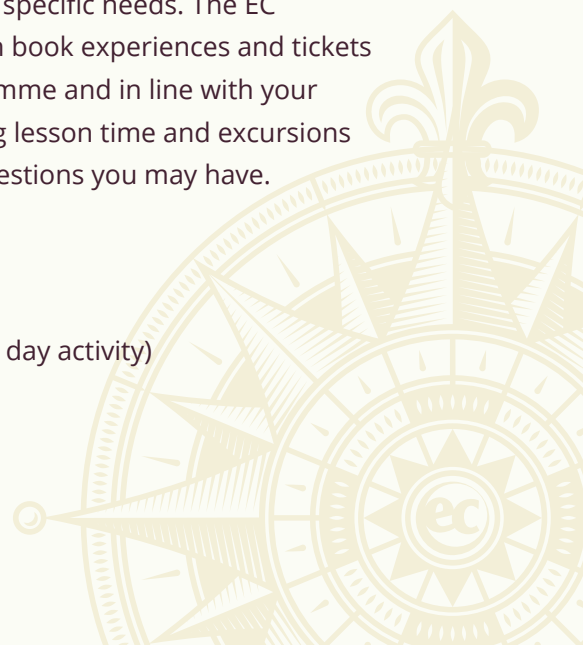 specific needs. The EC
book experiences and tickets
mme and in line with your
lesson time and excursions
estions you may have.
day activity)
ec